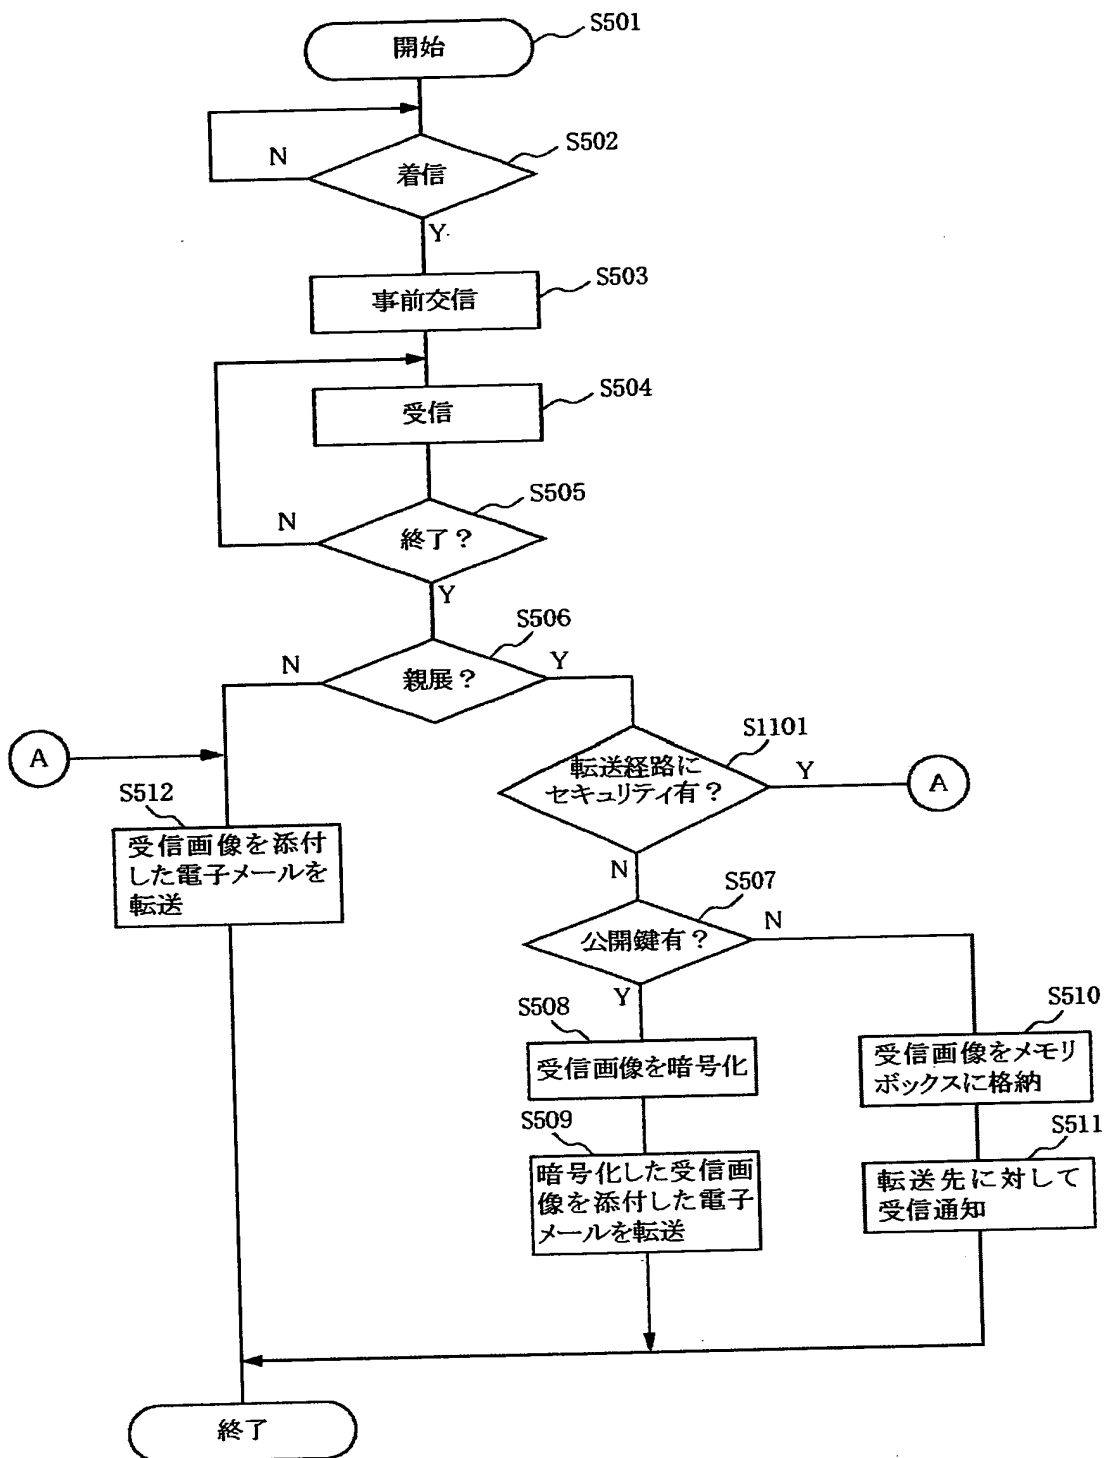 開始
S501
N
着信
S502
Y
事前交信
S503
受信
S504
N
終了？
S505
Y
N
親展？
S506
Y
A
S512
受信画像を添付
した電子メールを
転送
転送経路に
セキュリティ有？
S1101
Y
A
N
公開鍵有？
S507
N
Y
S508
受信画像を暗号化
S509
暗号化した受信画
像を添付した電子
メールを転送
S510
受信画像をメモリ
ボックスに格納
S511
転送先に対して
受信通知
終了